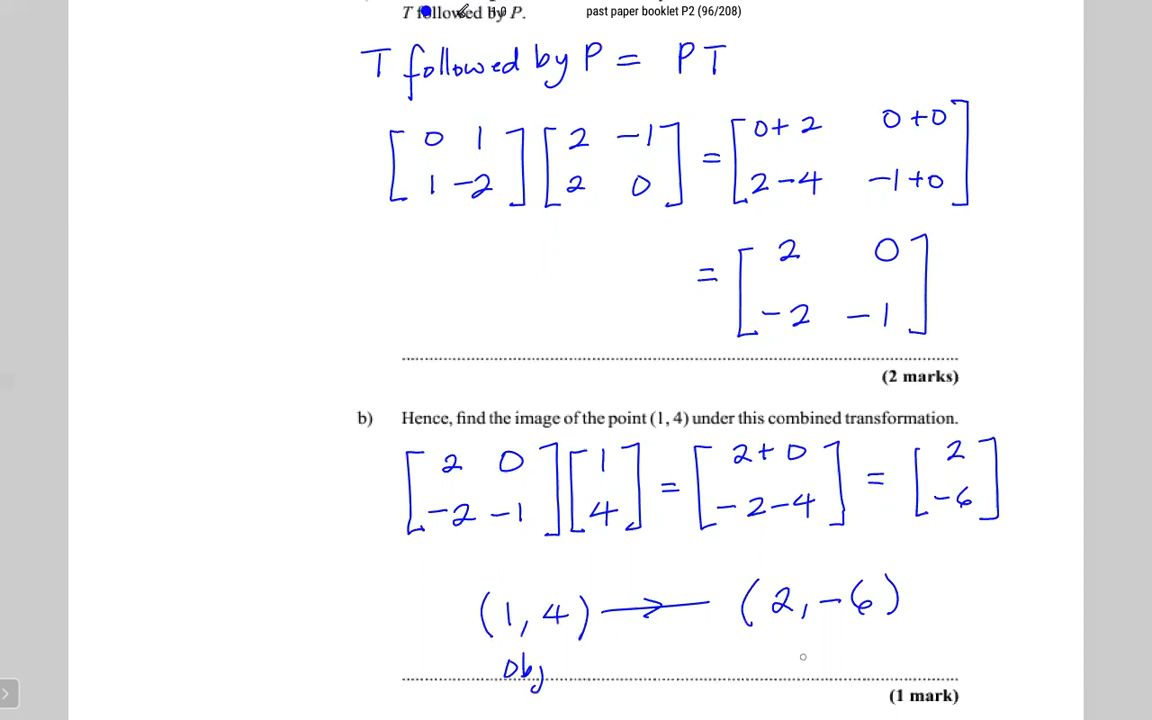 T followed by P.
past paper booklet P2 (96/208)
T followed by P = PT
[0 1
1 -2] [2 -1
2 0] = [0+2 0+0
2-4 -1+0]
= [2 0
-2 -1]
(2 marks)
b) Hence, find the image of the point (1, 4) under this combined transformation.
[2 0
-2 -1] [1
4] = [2+0
-2-4] = [2
-6]
(1, 4) → (2, -6)
Obj
(1 mark)